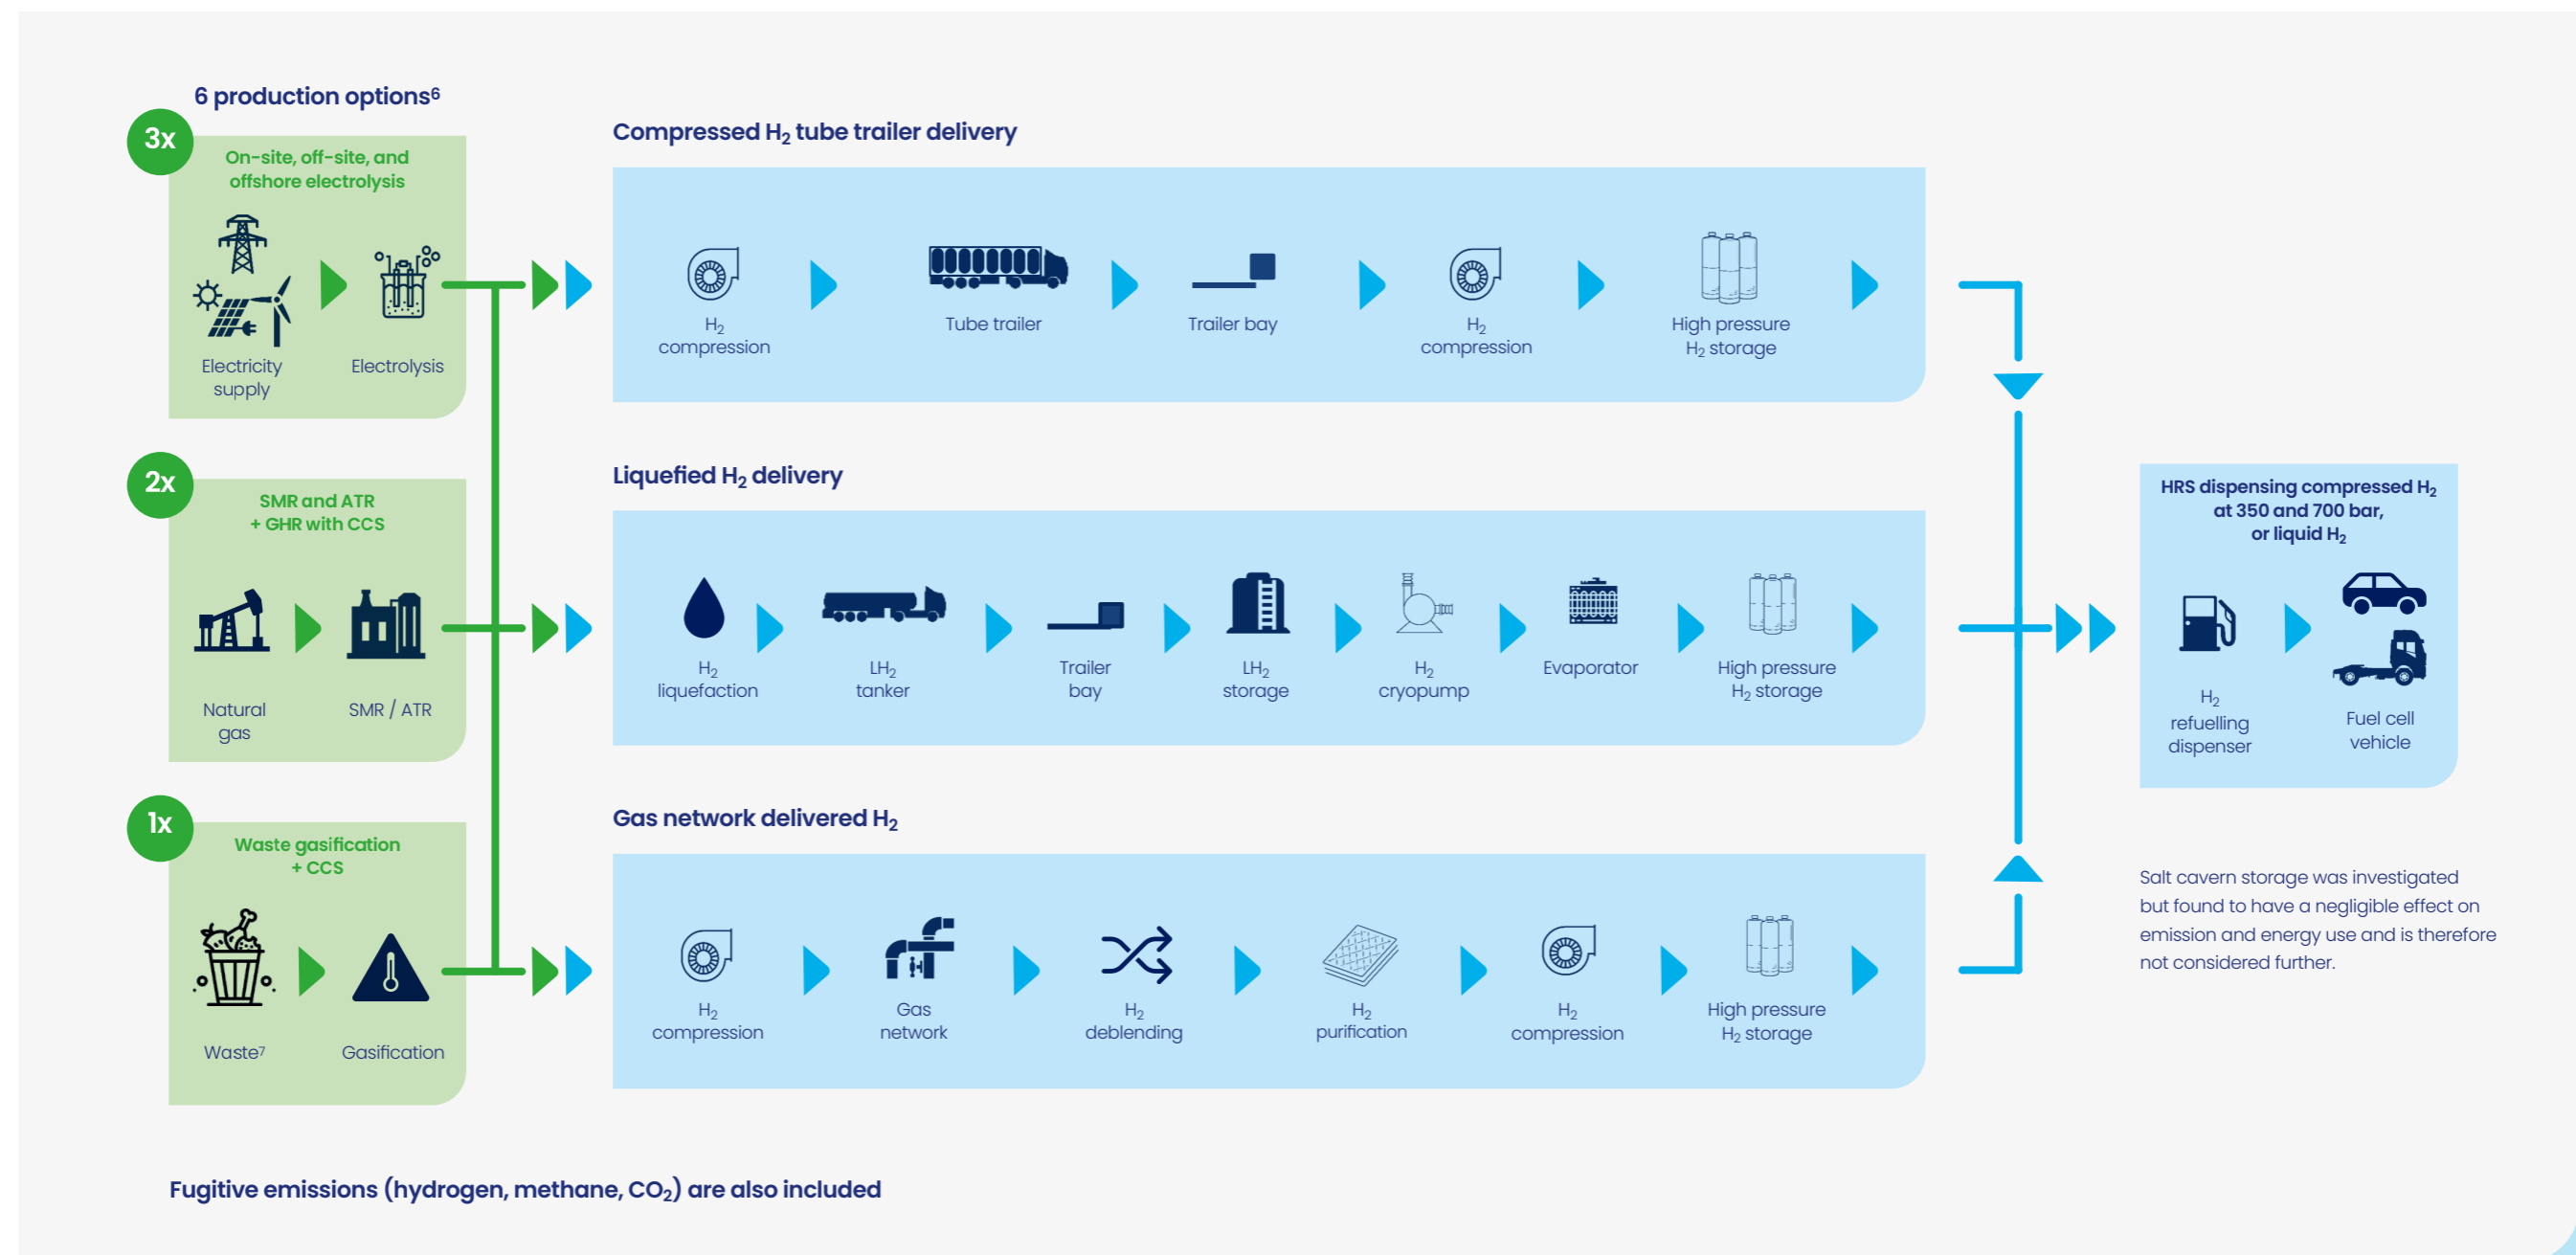 6 production options⁶
3x
On-site, off-site, and
offshore electrolysis
Electricity
supply
Electrolysis
2x
SMR and ATR
+ GHR with CCS
Natural
gas
SMR / ATR
1x
Waste gasification
+ CCS
Waste⁷
Gasification
Compressed H₂ tube trailer delivery
H₂
compression
Tube trailer
Trailer bay
H₂
compression
High pressure
H₂ storage
Liquefied H₂ delivery
H₂
liquefaction
LH₂
tanker
Trailer
bay
LH₂
storage
H₂
cryopump
Evaporator
High pressure
H₂ storage
Gas network delivered H₂
H₂
compression
Gas
network
H₂
deblending
H₂
purification
H₂
compression
High pressure
H₂ storage
HRS dispensing compressed H₂
at 350 and 700 bar,
or liquid H₂
H₂
refuelling
dispenser
Fuel cell
vehicle
Salt cavern storage was investigated
but found to have a negligible effect on
emission and energy use and is therefore
not considered further.
Fugitive emissions (hydrogen, methane, CO₂) are also included